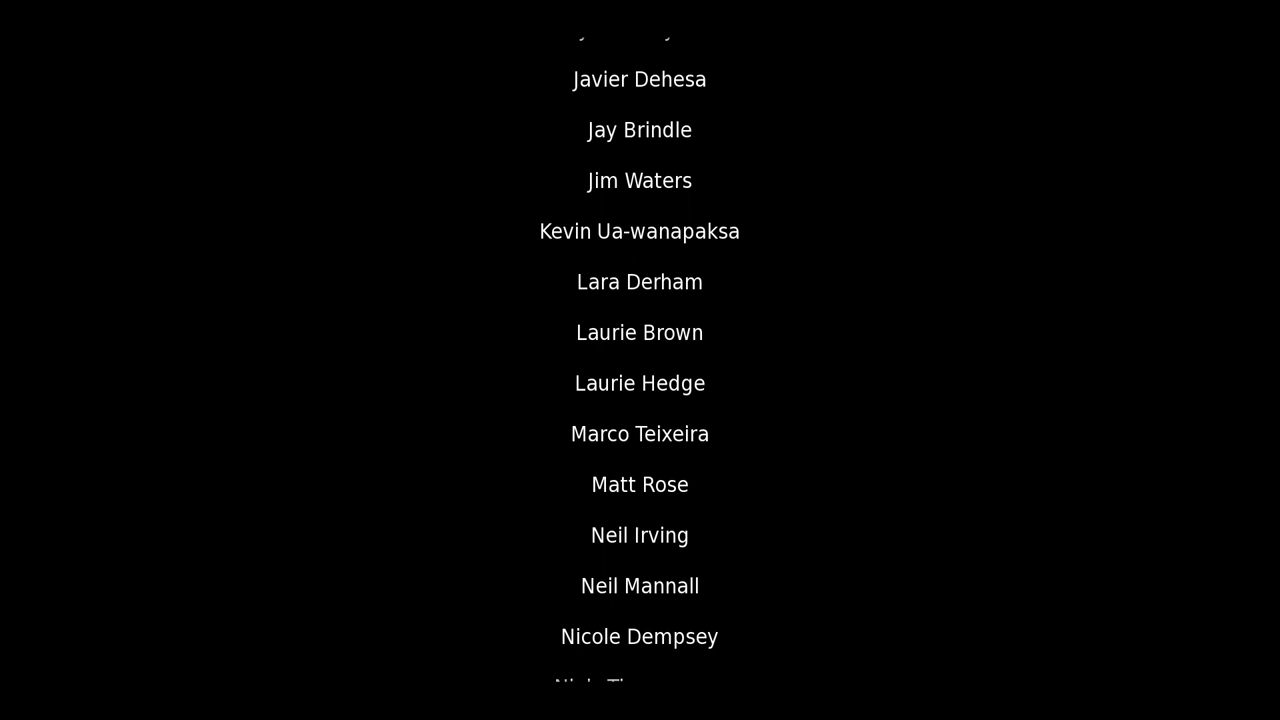 Javier Dehesa
Jay Brindle
Jim Waters
Kevin Ua-wanapaksa
Lara Derham
Laurie Brown
Laurie Hedge
Marco Teixeira
Matt Rose
Neil Irving
Neil Mannall
Nicole Dempsey